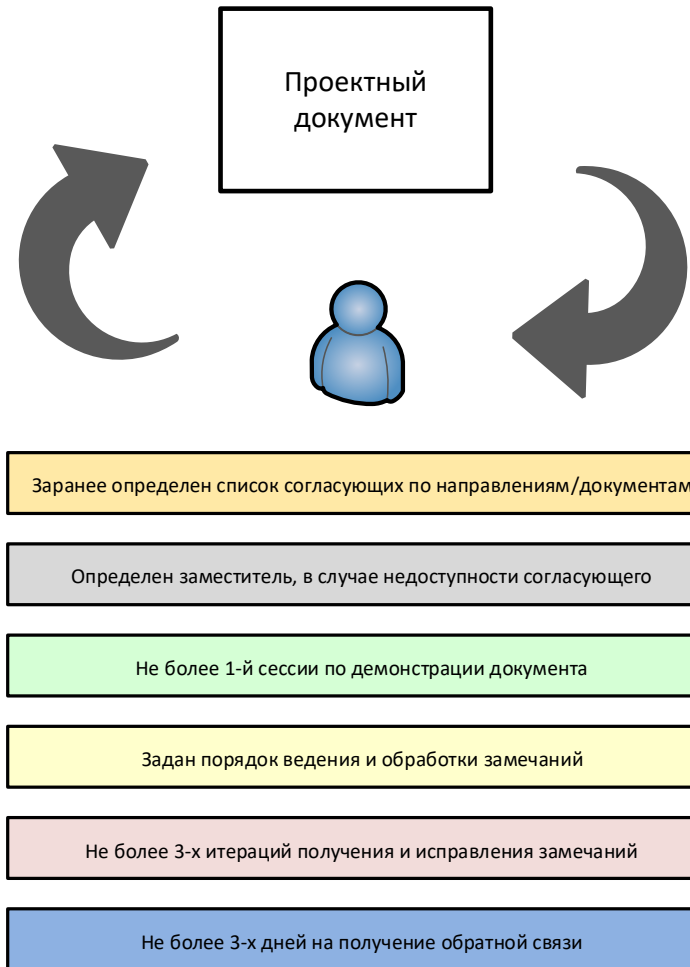 Проектный
документ
Заранее определен список согласующих по направлениям/документам
Определен заместитель, в случае недоступности согласующего
Не более 1-й сессии по демонстрации документа
Задан порядок ведения и обработки замечаний
Не более 3-х итераций получения и исправления замечаний
Не более 3-х дней на получение обратной связи